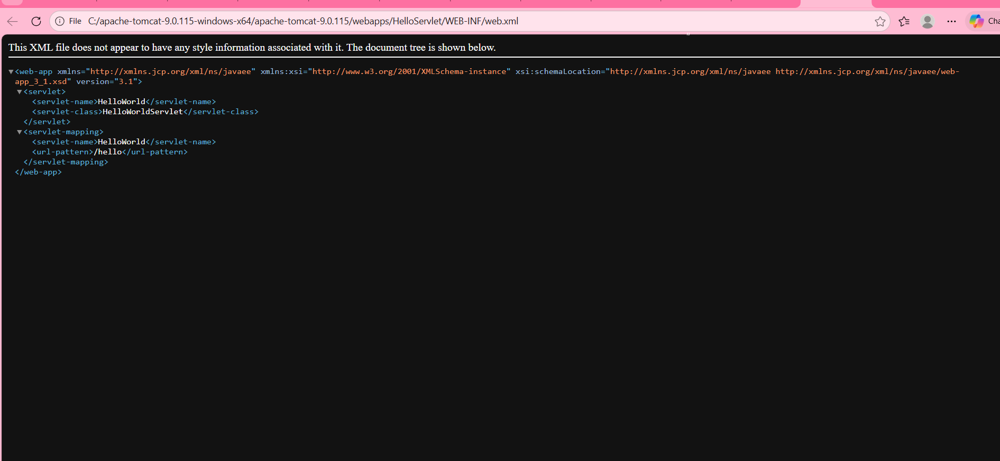 File C:/apache-tomcat-9.0.115-windows-x64/apache-tomcat-9.0.115/webapps/HelloServlet/WEB-INF/web.xml
This XML file does not appear to have any style information associated with it. The document tree is shown below.
<web-app xmlns="http://xmlns.jcp.org/xml/ns/javaee" xmlns:xsi="http://www.w3.org/2001/XMLSchema-instance" xsi:schemaLocation="http://xmlns.jcp.org/xml/ns/javaee http://xmlns.jcp.org/xml/ns/javaee/web-
app_3_1.xsd" version="3.1">
<servlet>
<servlet-name>HelloWorld</servlet-name>
<servlet-class>HelloWorldServlet</servlet-class>
</servlet>
<servlet-mapping>
<servlet-name>HelloWorld</servlet-name>
<url-pattern>/hello</url-pattern>
</servlet-mapping>
</web-app>